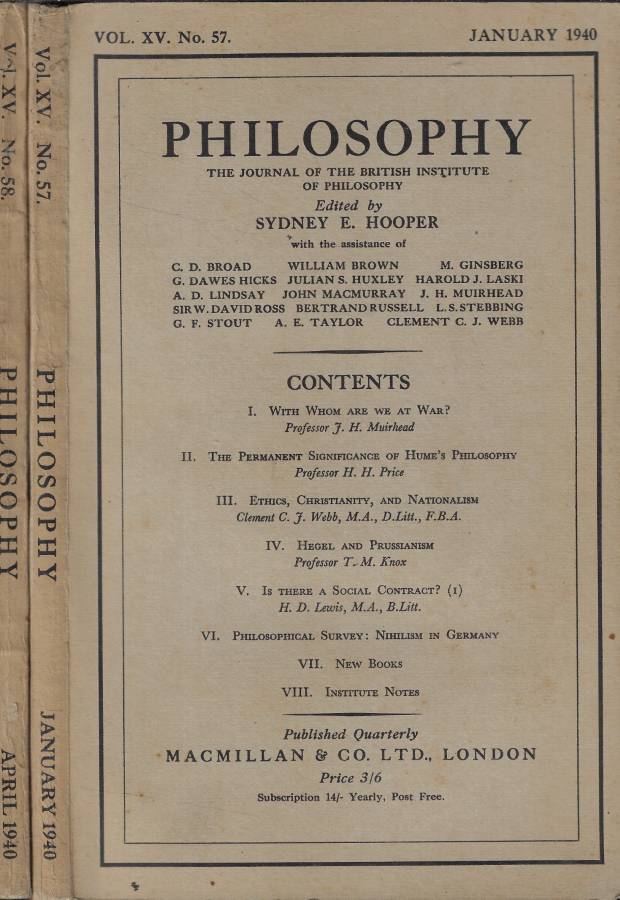 Vol. XV. No. 58.
PHILOSOPHY
APRIL 1940
Vol. XV. No. 57.
PHILOSOPHY
JANUARY 1940
VOL. XV. No. 57.
JANUARY 1940
PHILOSOPHY
THE JOURNAL OF THE BRITISH INSTITUTE
OF PHILOSOPHY
Edited by
SYDNEY E. HOOPER
with the assistance of
C. D. BROAD WILLIAM BROWN M. GINSBERG
G. DAWES HICKS JULIAN S. HUXLEY HAROLD J. LASKI
A. D. LINDSAY JOHN MACMURRAY J. H. MUIRHEAD
SIR W. DAVID ROSS BERTRAND RUSSELL L. S. STEBBING
G. F. STOUT A. E. TAYLOR CLEMENT C. J. WEBB
CONTENTS
I. WITH WHOM ARE WE AT WAR?
Professor J. H. Muirhead
II. THE PERMANENT SIGNIFICANCE OF HUME'S PHILOSOPHY
Professor H. H. Price
III. ETHICS, CHRISTIANITY, AND NATIONALISM
Clement C. J. Webb, M.A., D.Litt., F.B.A.
IV. HEGEL AND PRUSSIANISM
Professor T. M. Knox
V. IS THERE A SOCIAL CONTRACT? (1)
H. D. Lewis, M.A., B.Litt.
VI. PHILOSOPHICAL SURVEY: NIHILISM IN GERMANY
VII. NEW BOOKS
VIII. INSTITUTE NOTES
Published Quarterly
MACMILLAN & CO. LTD., LONDON
Price 3/6
Subscription 14/- Yearly, Post Free.